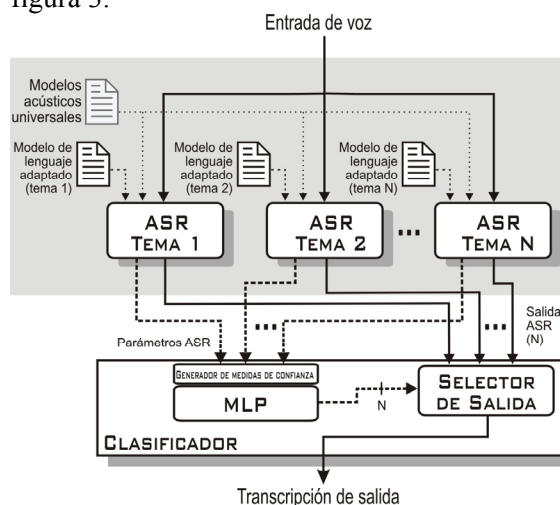 figura 3.
Entrada de voz
Modelos
acústicos
universales
Modelo de
lenguaje
adaptado
(tema 1)
Modelo de
lenguaje
adaptado
(tema 2)
Modelo de
lenguaje
adaptado
(tema N)
ASR
TEMA 1
ASR
TEMA 2
...
ASR
TEMA N
Parámetros ASR
...
...
Salida
ASR
(N)
GENERADOR DE MEDIDAS DE CONFIANZA
MLP
N
SELECTOR
DE SALIDA
CLASIFICADOR
Transcripción de salida